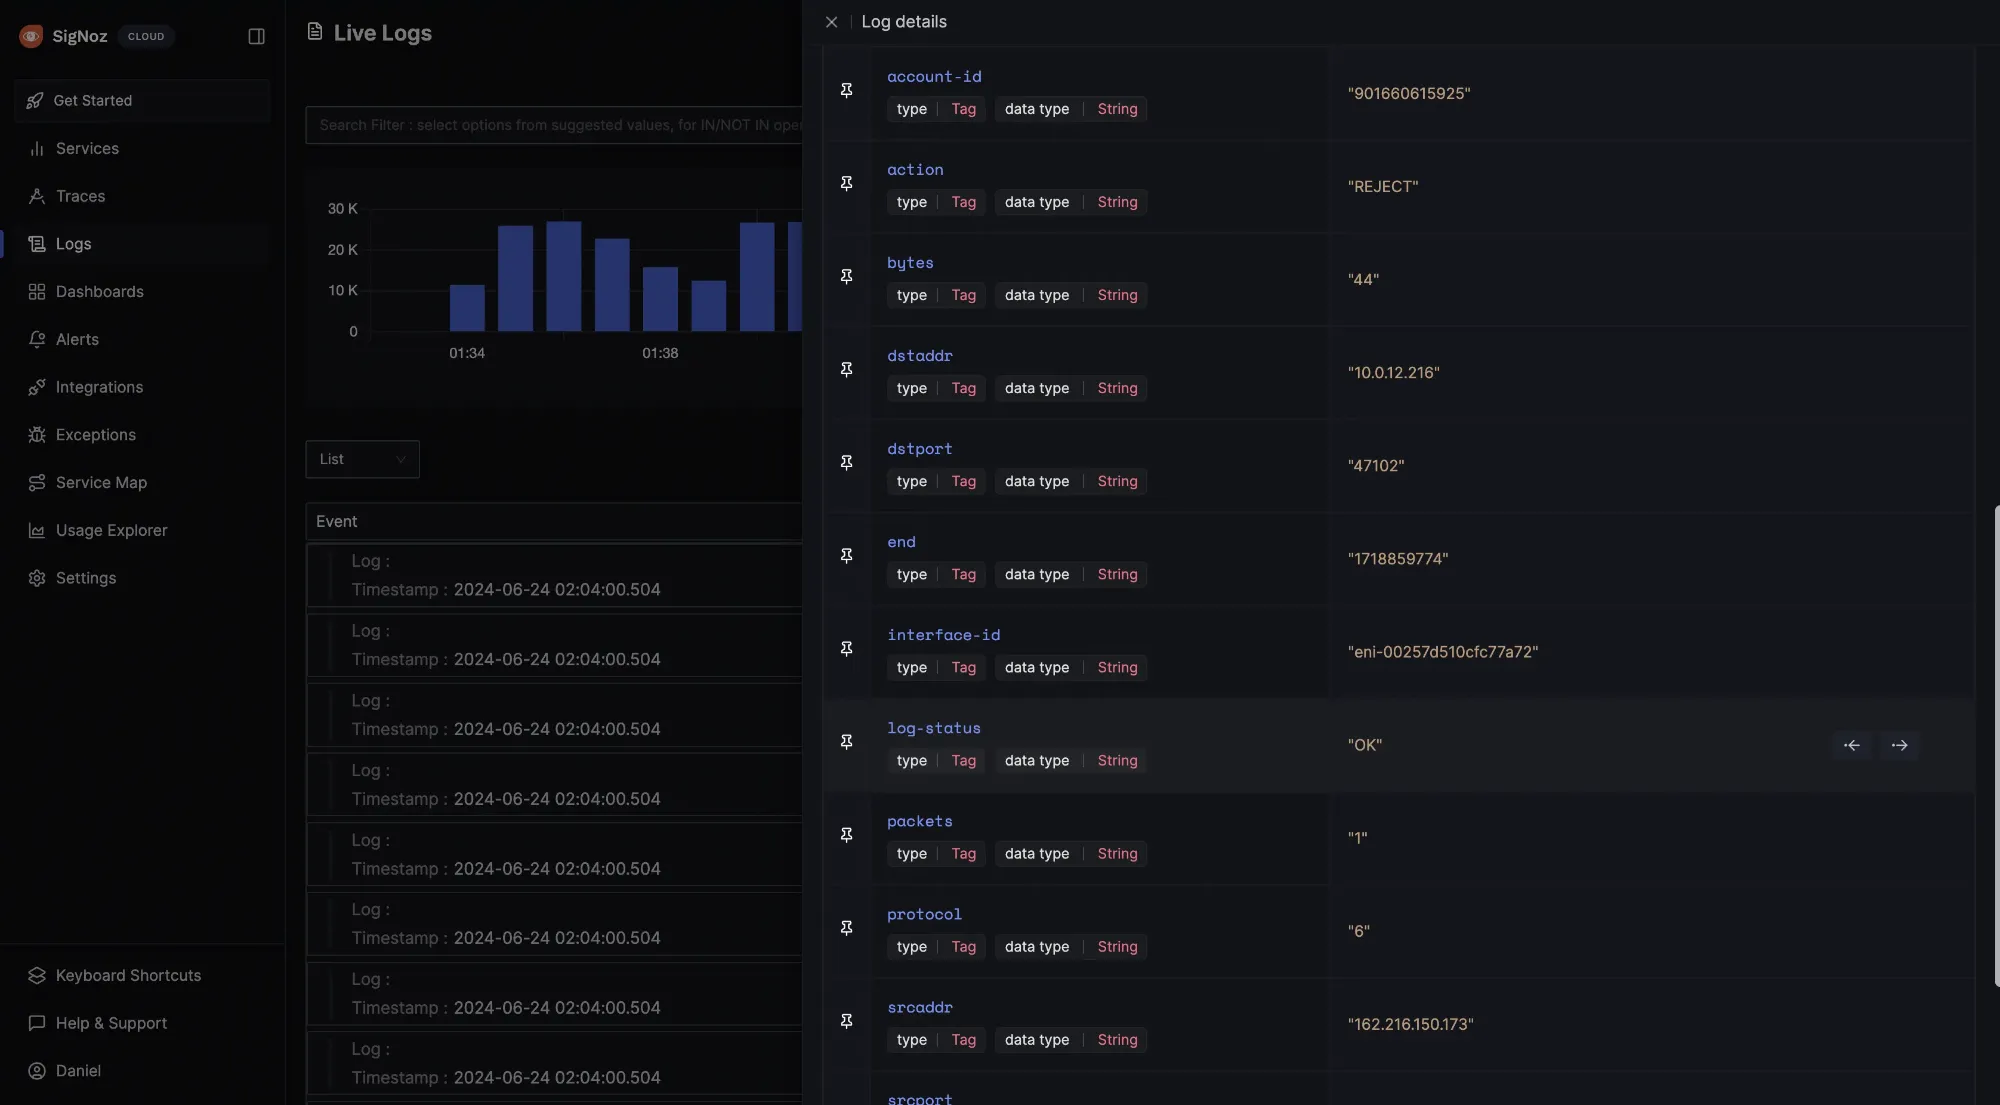 SigNoz CLOUD
Get Started
Services
Traces
Logs
Dashboards
Alerts
Integrations
Exceptions
Service Map
Usage Explorer
Settings
Keyboard Shortcuts
Help & Support
Daniel
Live Logs
Search Filter : select options from suggested values, for IN/NOT IN oper
30 K
20 K
10 K
0
01:34 01:38
List
Event
Log :
Timestamp : 2024-06-24 02:04:00.504
Log :
Timestamp : 2024-06-24 02:04:00.504
Log :
Timestamp : 2024-06-24 02:04:00.504
Log :
Timestamp : 2024-06-24 02:04:00.504
Log :
Timestamp : 2024-06-24 02:04:00.504
Log :
Timestamp : 2024-06-24 02:04:00.504
Log :
Timestamp : 2024-06-24 02:04:00.504
Log :
Timestamp : 2024-06-24 02:04:00.504
Log details
account-id
type Tag data type String
"901660615925"
action
type Tag data type String
"REJECT"
bytes
type Tag data type String
"44"
dstaddr
type Tag data type String
"10.0.12.216"
dstport
type Tag data type String
"47102"
end
type Tag data type String
"1718859774"
interface-id
type Tag data type String
"eni-00257d510cfc77a72"
log-status
type Tag data type String
"OK"
packets
type Tag data type String
"1"
protocol
type Tag data type String
"6"
srcaddr
type Tag data type String
"162.216.150.173"
srcport